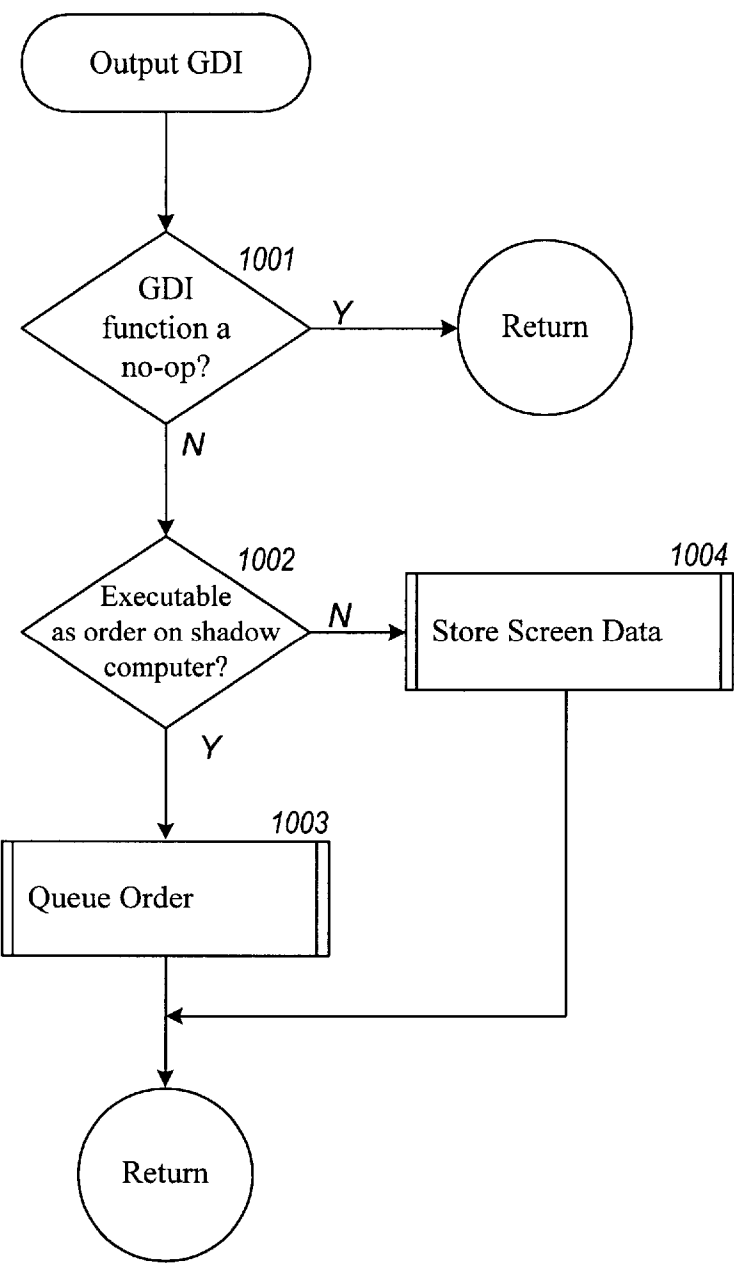 Output GDI
1001
GDI
function a
no-op?
Y
Return
N
1002
Executable
as order on shadow
computer?
N
1004
Store Screen Data
Y
1003
Queue Order
Return